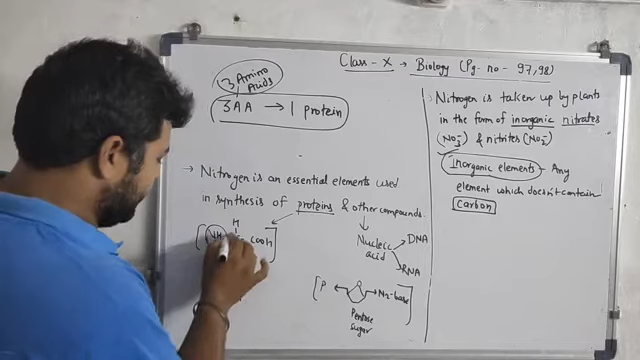 Class - X → Biology (Pg - no - 97,98)
3 Amino
Acids
3AA → 1 protein
→ Nitrogen is an essential elements used
in synthesis of proteins & other compounds.
H
COOH
Nucleic
acid
DNA
RNA
P
N2-base
Pentose
sugar
Nitrogen is taken up by plants
in the form of inorganic nitrates
(NO3-) & nitrites (NO2-)
Inorganic elements - Any
element which doesn't contain
carbon